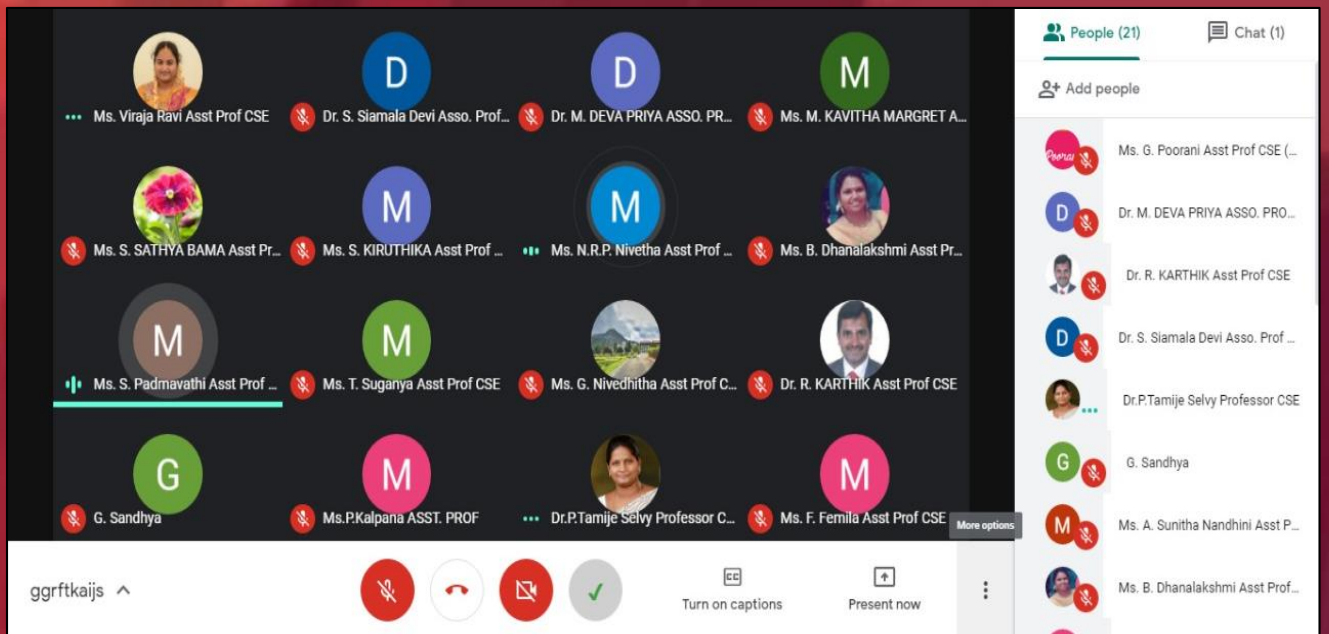 D
D
M
Ms. Viraja Ravi Asst Prof CSE
Dr. S. Siamala Devi Asso. Prof...
Dr. M. DEVA PRIYA ASSO. PR...
Ms. M. KAVITHA MARGRET A...
M
M
Ms. S. SATHYA BAMA Asst Pr...
Ms. S. KIRUTHIKA Asst Prof ...
Ms. N.R.P. Nivetha Asst Prof ...
Ms. B. Dhanalakshmi Asst Pr...
M
M
Ms. S. Padmavathi Asst Prof ...
Ms. T. Suganya Asst Prof CSE
Ms. G. Nivedhitha Asst Prof C...
Dr. R. KARTHIK Asst Prof CSE
G
M
M
G. Sandhya
Ms.P.Kalpana ASST. PROF
Dr.P.Tamije Selvy Professor C...
Ms. F. Femila Asst Prof CSE
More options
ggrftkaijs
CC
Turn on captions
Present now
People (21)
Chat (1)
Add people
Ms. G. Poorani Asst Prof CSE (...
D
Dr. M. DEVA PRIYA ASSO. PRO...
Dr. R. KARTHIK Asst Prof CSE
D
Dr. S. Siamala Devi Asso. Prof ...
Dr.P.Tamije Selvy Professor CSE
G
G. Sandhya
M
Ms. A. Sunitha Nandhini Asst P...
Ms. B. Dhanalakshmi Asst Prof...